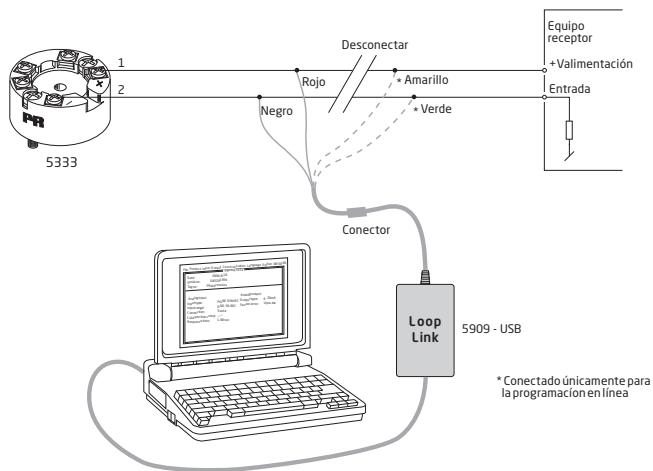 Equipo
receptor
+Valimentación
Entrada
Desconectar
1
2
Rojo
* Amarillo
Negro
* Verde
PR
5333
Conector
Loop
Link
5909 - USB
* Conectado únicamente para
la programacíon en línea